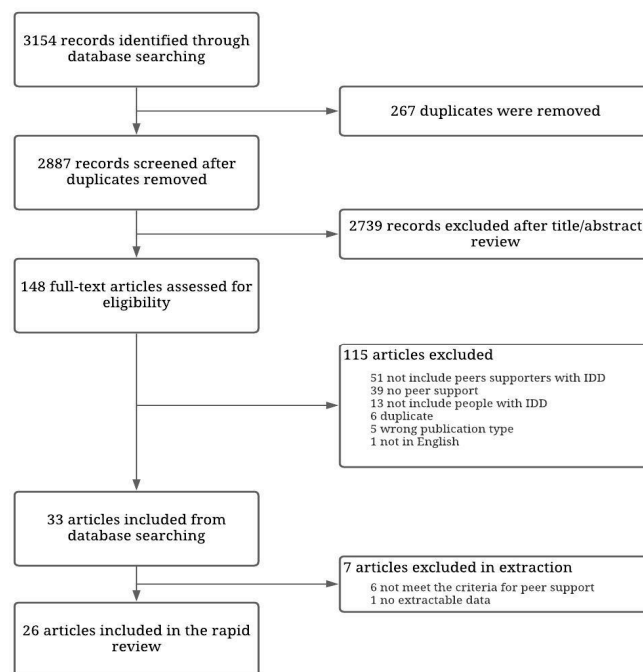 3154 records identified through
database searching
267 duplicates were removed
2887 records screened after
duplicates removed
2739 records excluded after title/abstract
review
148 full-text articles assessed for
eligibility
115 articles excluded
51 not include peers supporters with IDD
39 no peer support
13 not include people with IDD
6 duplicate
5 wrong publication type
1 not in English
33 articles included from
database searching
7 articles excluded in extraction
6 not meet the criteria for peer support
1 no extractable data
26 articles included in the rapid
review